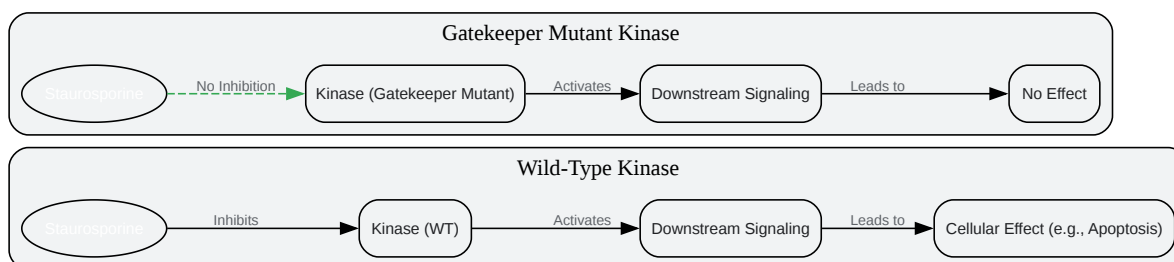 Gatekeeper Mutant Kinase
Staurosporine
No Inhibition
Kinase (Gatekeeper Mutant)
Activates
Downstream Signaling
Leads to
No Effect
Wild-Type Kinase
Staurosporine
Inhibits
Kinase (WT)
Activates
Downstream Signaling
Leads to
Cellular Effect (e.g., Apoptosis)